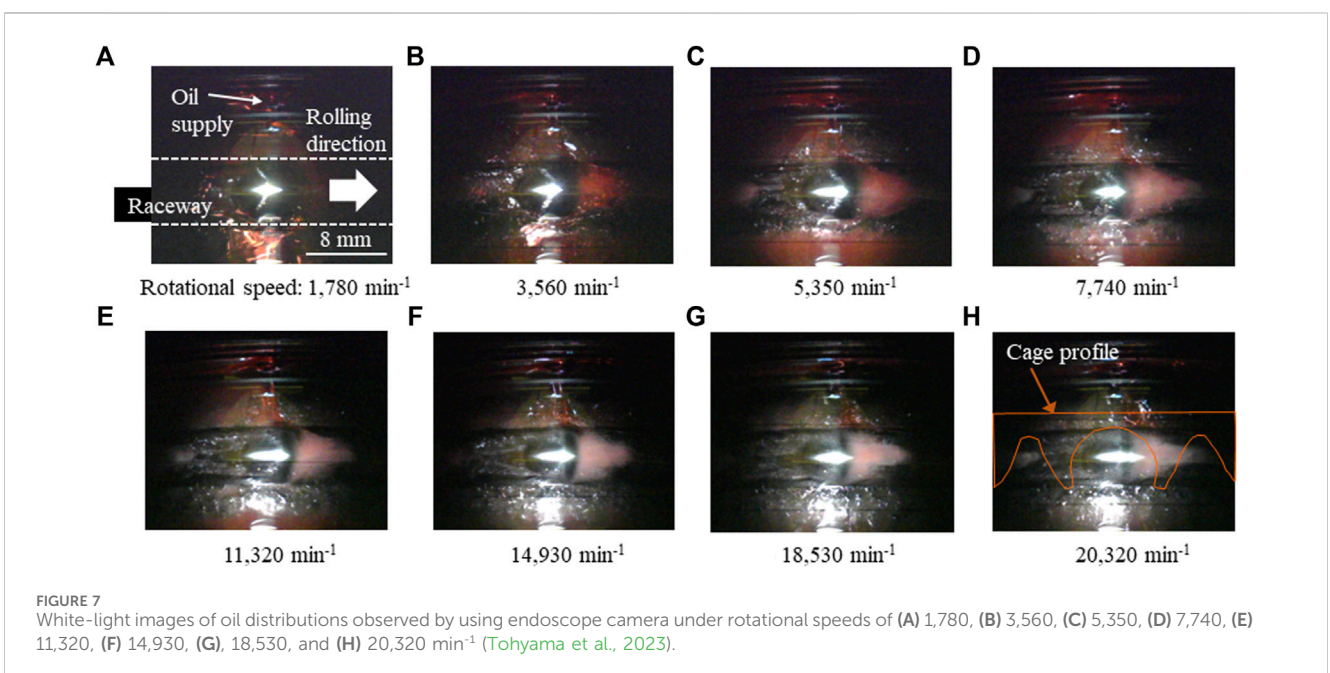 A
B
C
D
Oil
supply
Rolling
direction
Raceway
8 mm
Rotational speed: 1,780 min-1
3,560 min-1
5,350 min-1
7,740 min-1
E
F
G
H
Cage profile
11,320 min-1
14,930 min-1
18,530 min-1
20,320 min-1
FIGURE 7
White-light images of oil distributions observed by using endoscope camera under rotational speeds of (A) 1,780, (B) 3,560, (C) 5,350, (D) 7,740, (E)
11,320, (F) 14,930, (G), 18,530, and (H) 20,320 min-1 (Tohyama et al., 2023).